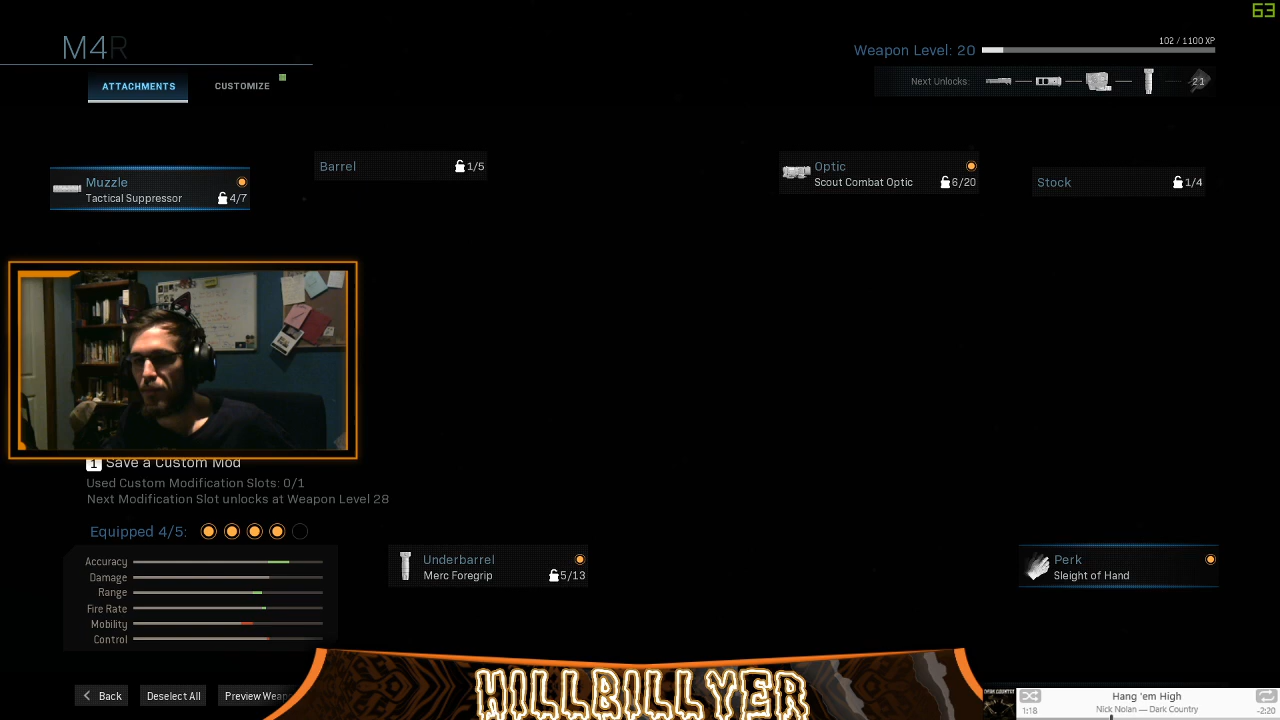 63
M4R
Weapon Level: 20
102 / 1100 XP
ATTACHMENTS
CUSTOMIZE
Next Unlocks:
21
Muzzle
Tactical Suppressor
4/7
Barrel
1/5
Optic
Scout Combat Optic
6/20
Stock
1/4
1 Save a Custom Mod
Used Custom Modification Slots: 0/1
Next Modification Slot unlocks at Weapon Level 28
Equipped 4/5:
Accuracy
Damage
Range
Fire Rate
Mobility
Control
Underbarrel
Merc Foregrip
5/13
Perk
Sleight of Hand
Back
Deselect All
Preview Weap
HILLBILLYER
Hang 'em High
Nick Nolan — Dark Country
1:18
-2:20